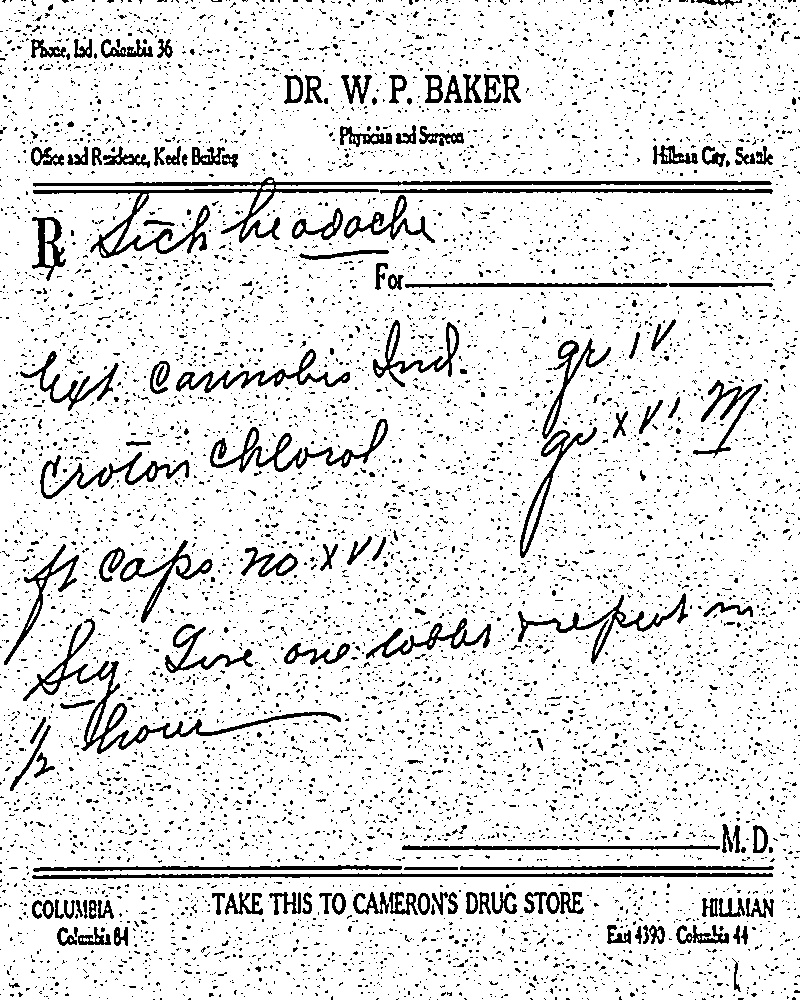 Phone, Ind. Columbia 36
DR. W. P. BAKER
Physician and Surgeon
Office and Residence, Keefe Building
Hillman City, Seattle
℞ Sick headache
For
Ext. Cannabis Ind. gr IV
Croton Chloral gr XVI M
ft caps no XVI
Sig Give one & repeat in
1/2 hour
M. D.
COLUMBIA TAKE THIS TO CAMERON'S DRUG STORE HILLMAN
Columbia 84 East 4390 Columbia 44